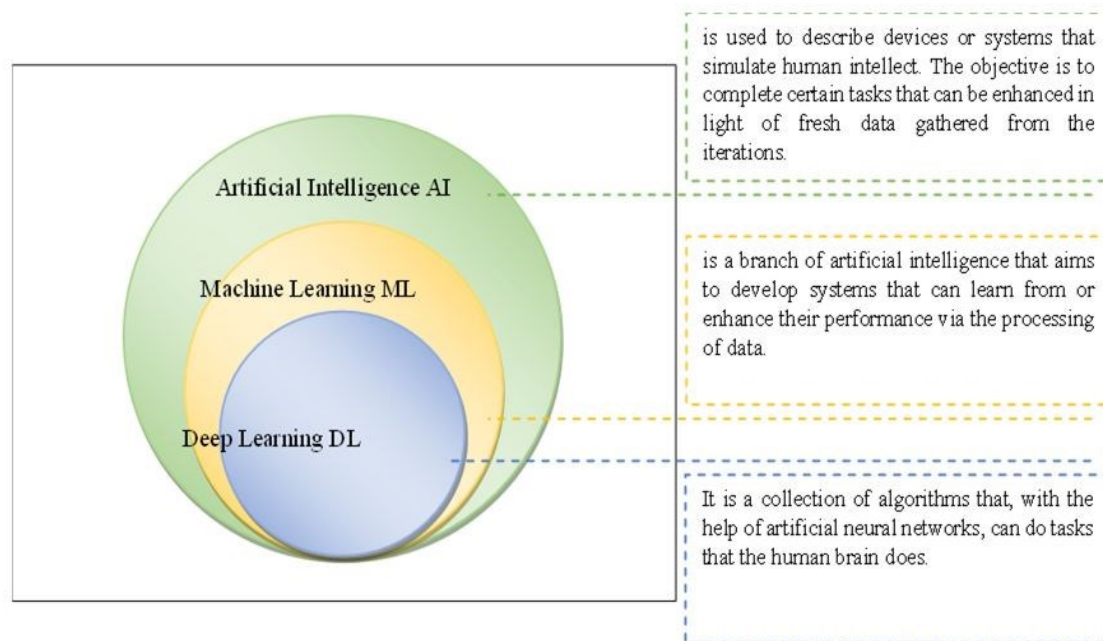 Artificial Intelligence AI
Machine Learning ML
Deep Learning DL
is used to describe devices or systems that
simulate human intellect. The objective is to
complete certain tasks that can be enhanced in
light of fresh data gathered from the
iterations.
is a branch of artificial intelligence that aims
to develop systems that can learn from or
enhance their performance via the processing
of data.
It is a collection of algorithms that, with the
help of artificial neural networks, can do tasks
that the human brain does.